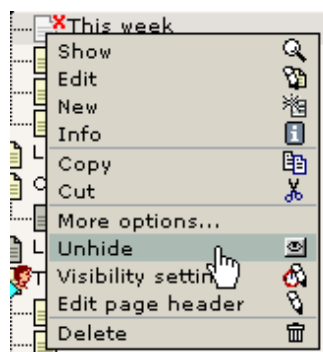 This week
Show
Edit
New
Info
Copy
Cut
More options...
Unhide
Visibility settin
Edit page header
Delete
L
C
L
T